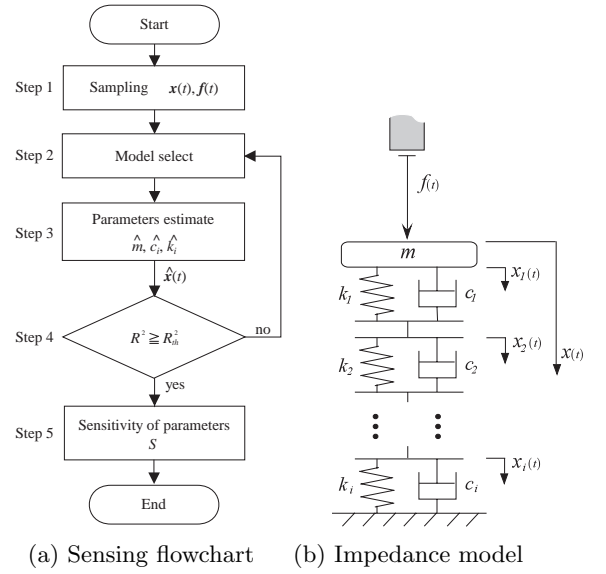 Start
Step 1
Sampling x(t), f(t)
Step 2
Model select
Step 3
Parameters estimate
m̂, ĉᵢ, k̂ᵢ
x̂(t)
Step 4
R² ≧ R²ₜₕ
no
yes
Step 5
Sensitivity of parameters
S
End
(a) Sensing flowchart
f(t)
m
k₁
c₁
x₁(t)
k₂
c₂
x₂(t)
x(t)
kᵢ
cᵢ
xᵢ(t)
(b) Impedance model